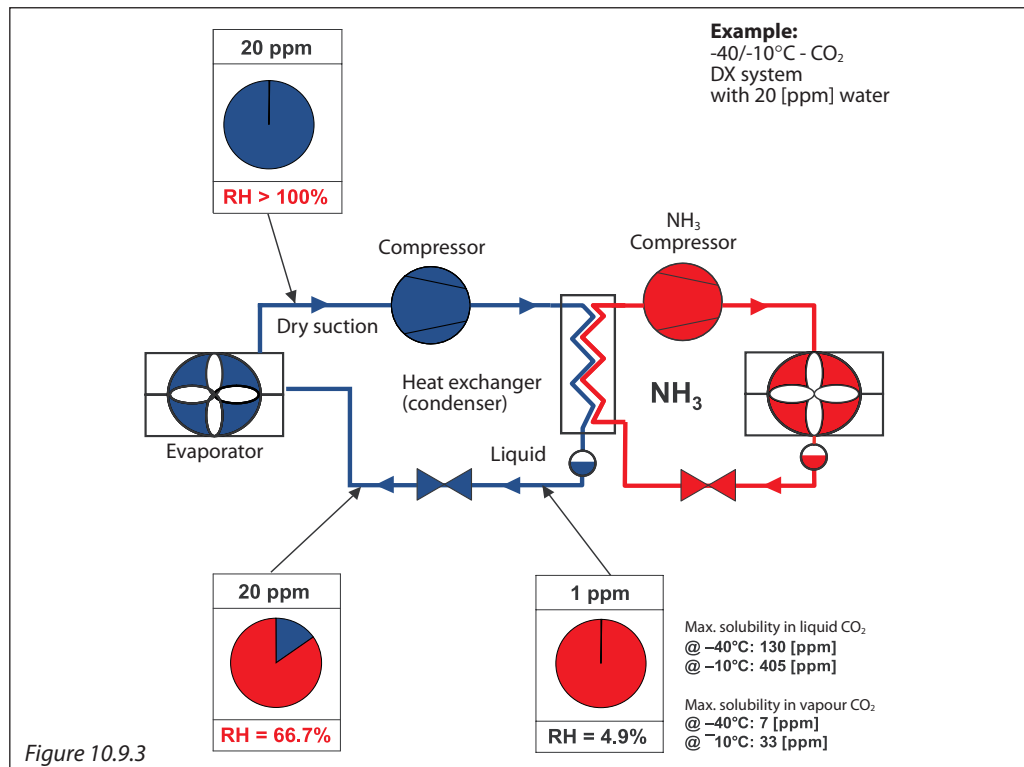 20 ppm
RH > 100%
Example:
-40/-10°C - CO₂
DX system
with 20 [ppm] water
Compressor
NH₃
Compressor
Dry suction
Heat exchanger
(condenser)
NH₃
Evaporator
Liquid
20 ppm
RH = 66.7%
1 ppm
RH = 4.9%
Max. solubility in liquid CO₂
@ –40°C: 130 [ppm]
@ –10°C: 405 [ppm]
Max. solubility in vapour CO₂
@ –40°C: 7 [ppm]
@ ¯10°C: 33 [ppm]
Figure 10.9.3